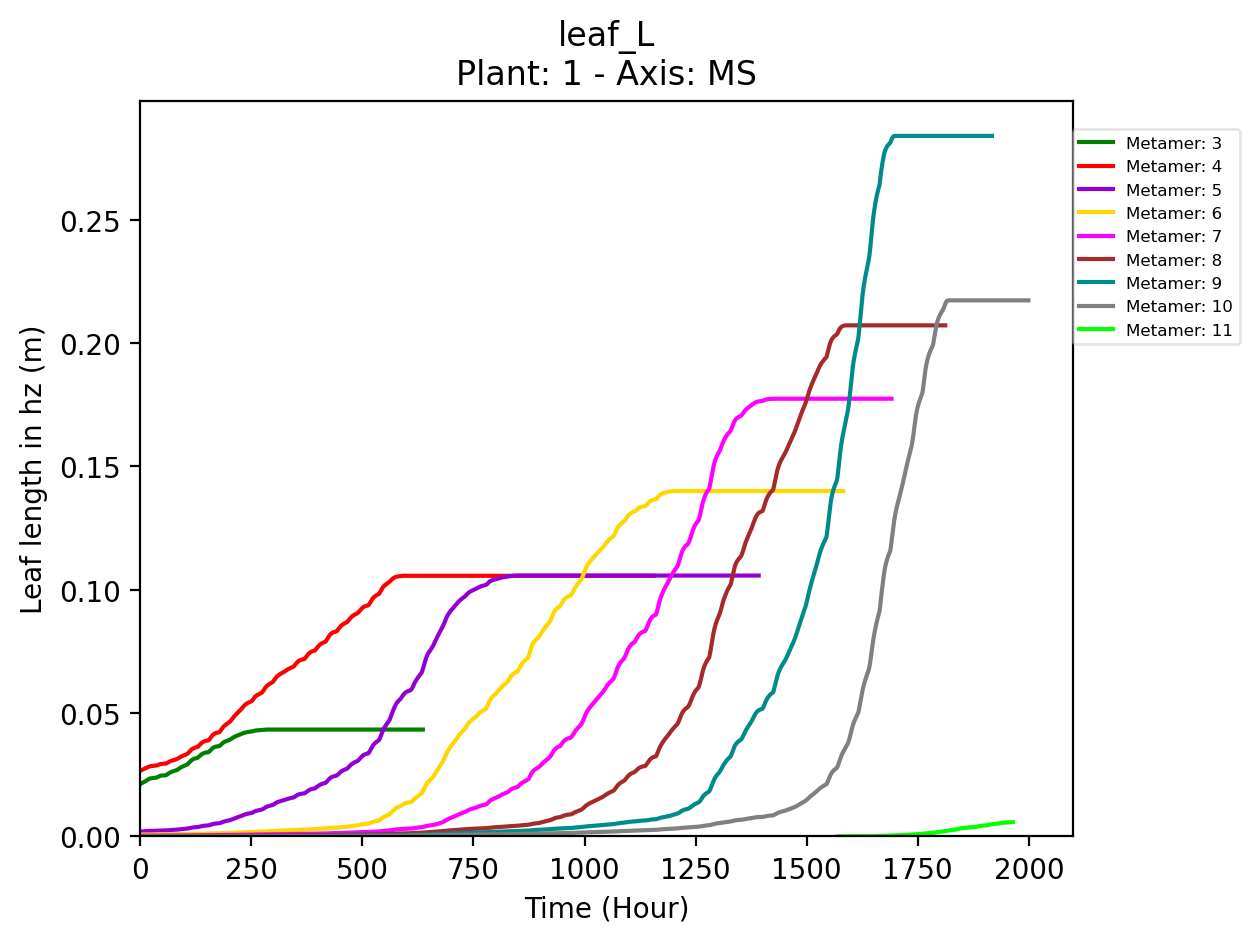 leaf_L
Plant: 1 - Axis: MS
Leaf length in hz (m)
0.25
0.20
0.15
0.10
0.05
0.00
0 250 500 750 1000 1250 1500 1750 2000
Time (Hour)
Metamer: 3
Metamer: 4
Metamer: 5
Metamer: 6
Metamer: 7
Metamer: 8
Metamer: 9
Metamer: 10
Metamer: 11